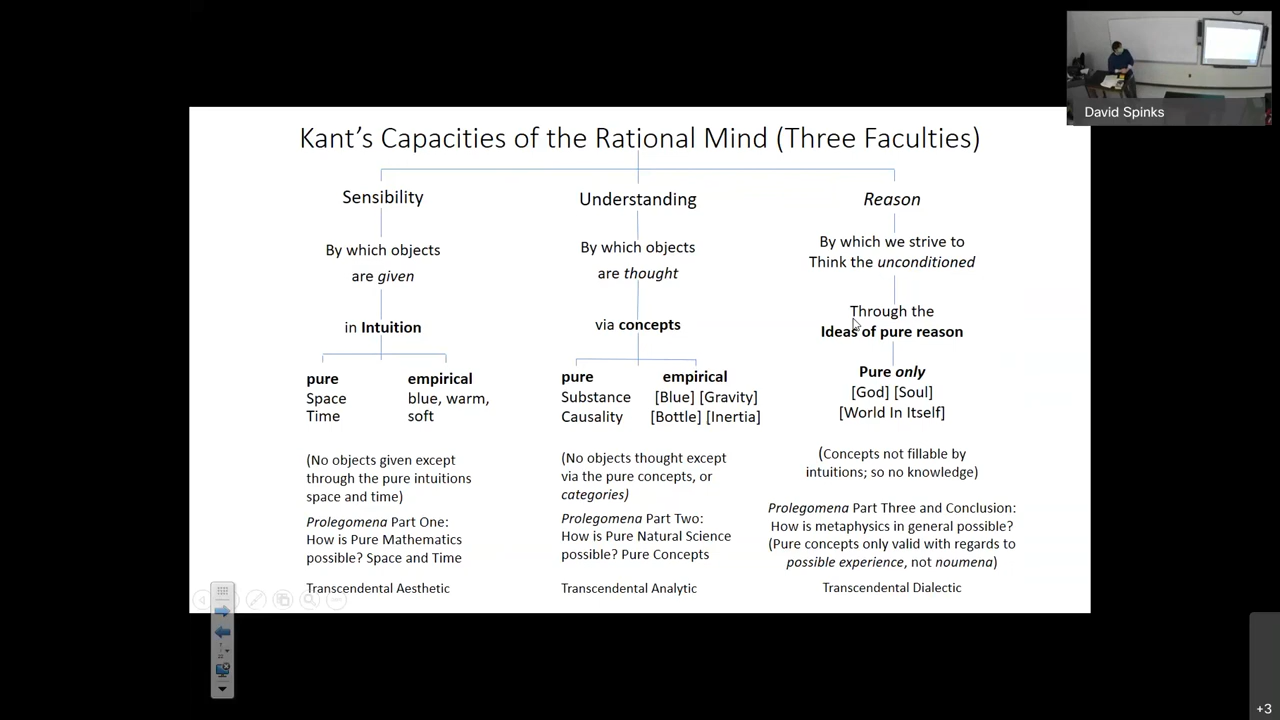 David Spinks
Kant's Capacities of the Rational Mind (Three Faculties)
Sensibility
By which objects
are given
in Intuition
pure
Space
Time
empirical
blue, warm,
soft
(No objects given except
through the pure intuitions
space and time)
Prolegomena Part One:
How is Pure Mathematics
possible? Space and Time
Transcendental Aesthetic
Understanding
By which objects
are thought
via concepts
pure
Substance
Causality
empirical
[Blue] [Gravity]
[Bottle] [Inertia]
(No objects thought except
via the pure concepts, or
categories)
Prolegomena Part Two:
How is Pure Natural Science
possible? Pure Concepts
Transcendental Analytic
Reason
By which we strive to
Think the unconditioned
Through the
Ideas of pure reason
Pure only
[God] [Soul]
[World In Itself]
(Concepts not fillable by
intuitions; so no knowledge)
Prolegomena Part Three and Conclusion:
How is metaphysics in general possible?
(Pure concepts only valid with regards to
possible experience, not noumena)
Transcendental Dialectic
+3